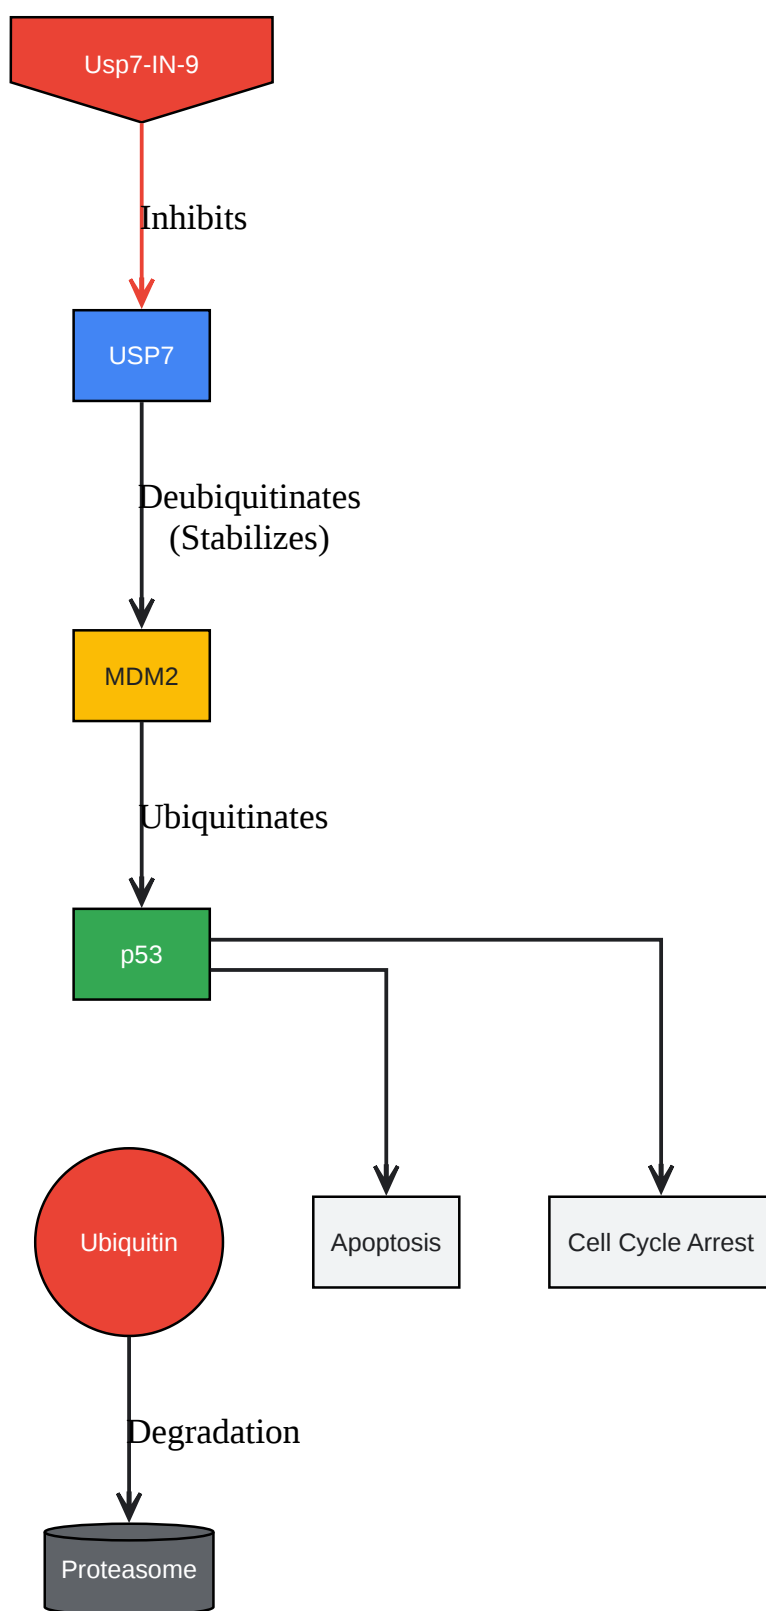 Usp7-IN-9
Inhibits
USP7
Deubiquitinates
(Stabilizes)
MDM2
Ubiquitinates
p53
Ubiquitin
Apoptosis
Cell Cycle Arrest
Degradation
Proteasome